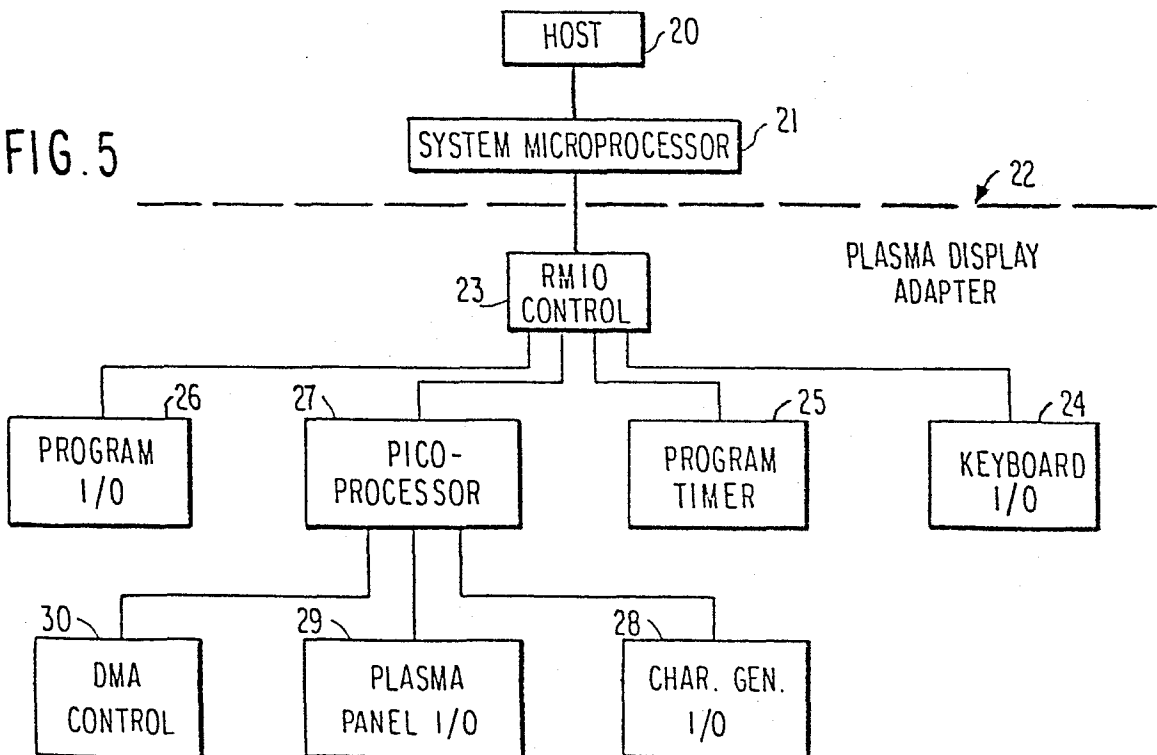 HOST
20
SYSTEM MICROPROCESSOR
21
FIG. 5
22
PLASMA DISPLAY
ADAPTER
RMIO
CONTROL
23
26
PROGRAM
I/O
27
PICO-
PROCESSOR
25
PROGRAM
TIMER
24
KEYBOARD
I/O
30
DMA
CONTROL
29
PLASMA
PANEL I/O
28
CHAR. GEN.
I/O